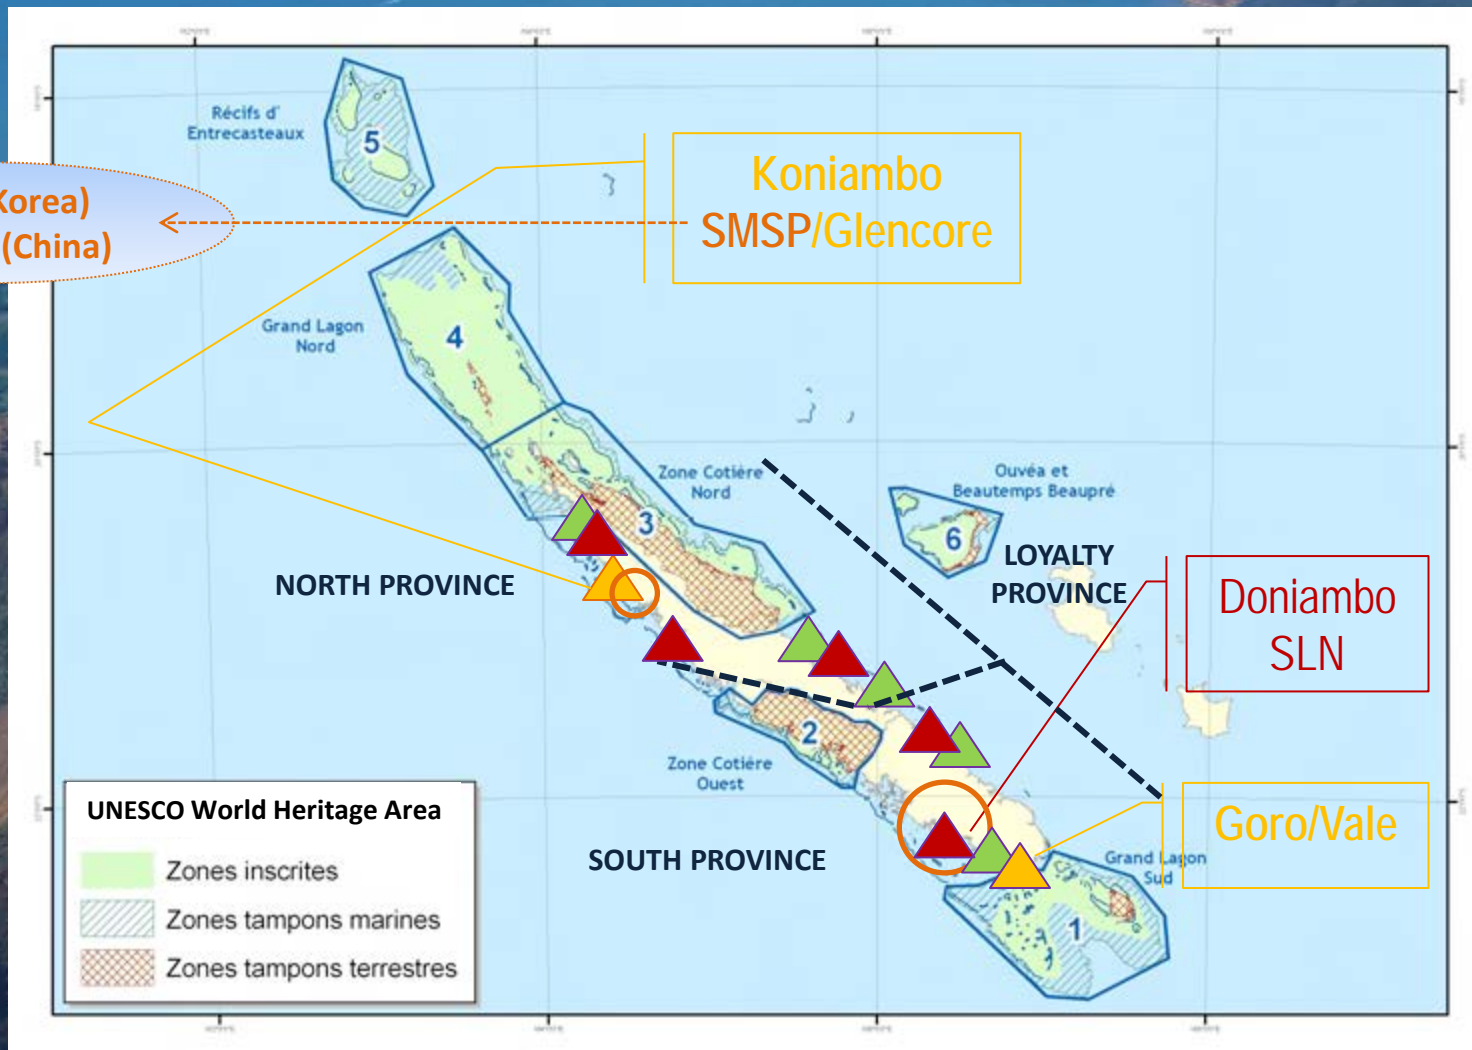 Récifs d'
Entrecasteaux
5
Korea)
(China)
Koniambo
SMSP/Glencore
Grand Lagon
Nord
4
Zone Cotière
Nord
3
Ouvéa et
Beautemps Beaupré
6
NORTH PROVINCE
LOYALTY
PROVINCE
Doniambo
SLN
2
Zone Cotière
Ouest
SOUTH PROVINCE
Goro/Vale
Grand Lagon
Sud
1
UNESCO World Heritage Area
Zones inscrites
Zones tampons marines
Zones tampons terrestres